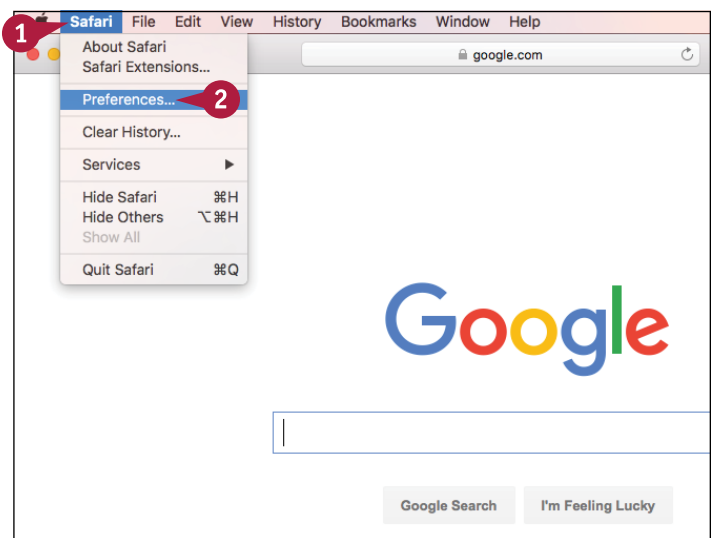 Safari File Edit View History Bookmarks Window Help
1
About Safari
google.com
Safari Extensions...
Preferences...
2
Clear History...
Services ▶
Hide Safari ⌘H
Hide Others ⌥⌘H
Show All
Quit Safari ⌘Q
Google
Google Search I'm Feeling Lucky